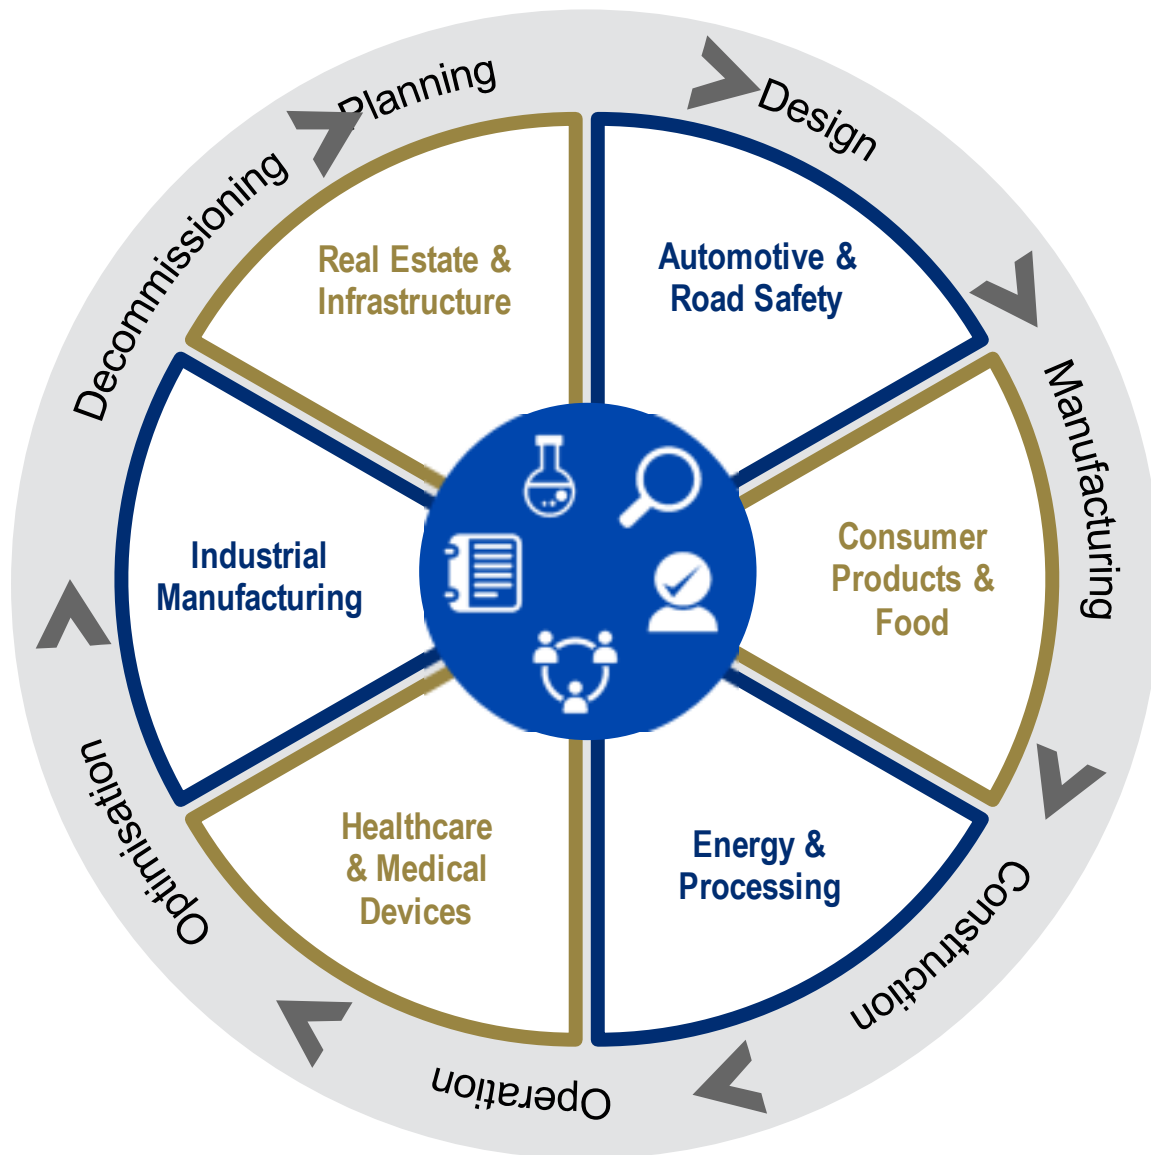 Planning
Design
Manufacturing
Construction
Operation
Optimisation
Decommissioning
Real Estate &
Infrastructure
Automotive &
Road Safety
Consumer
Products &
Food
Energy &
Processing
Healthcare
& Medical
Devices
Industrial
Manufacturing